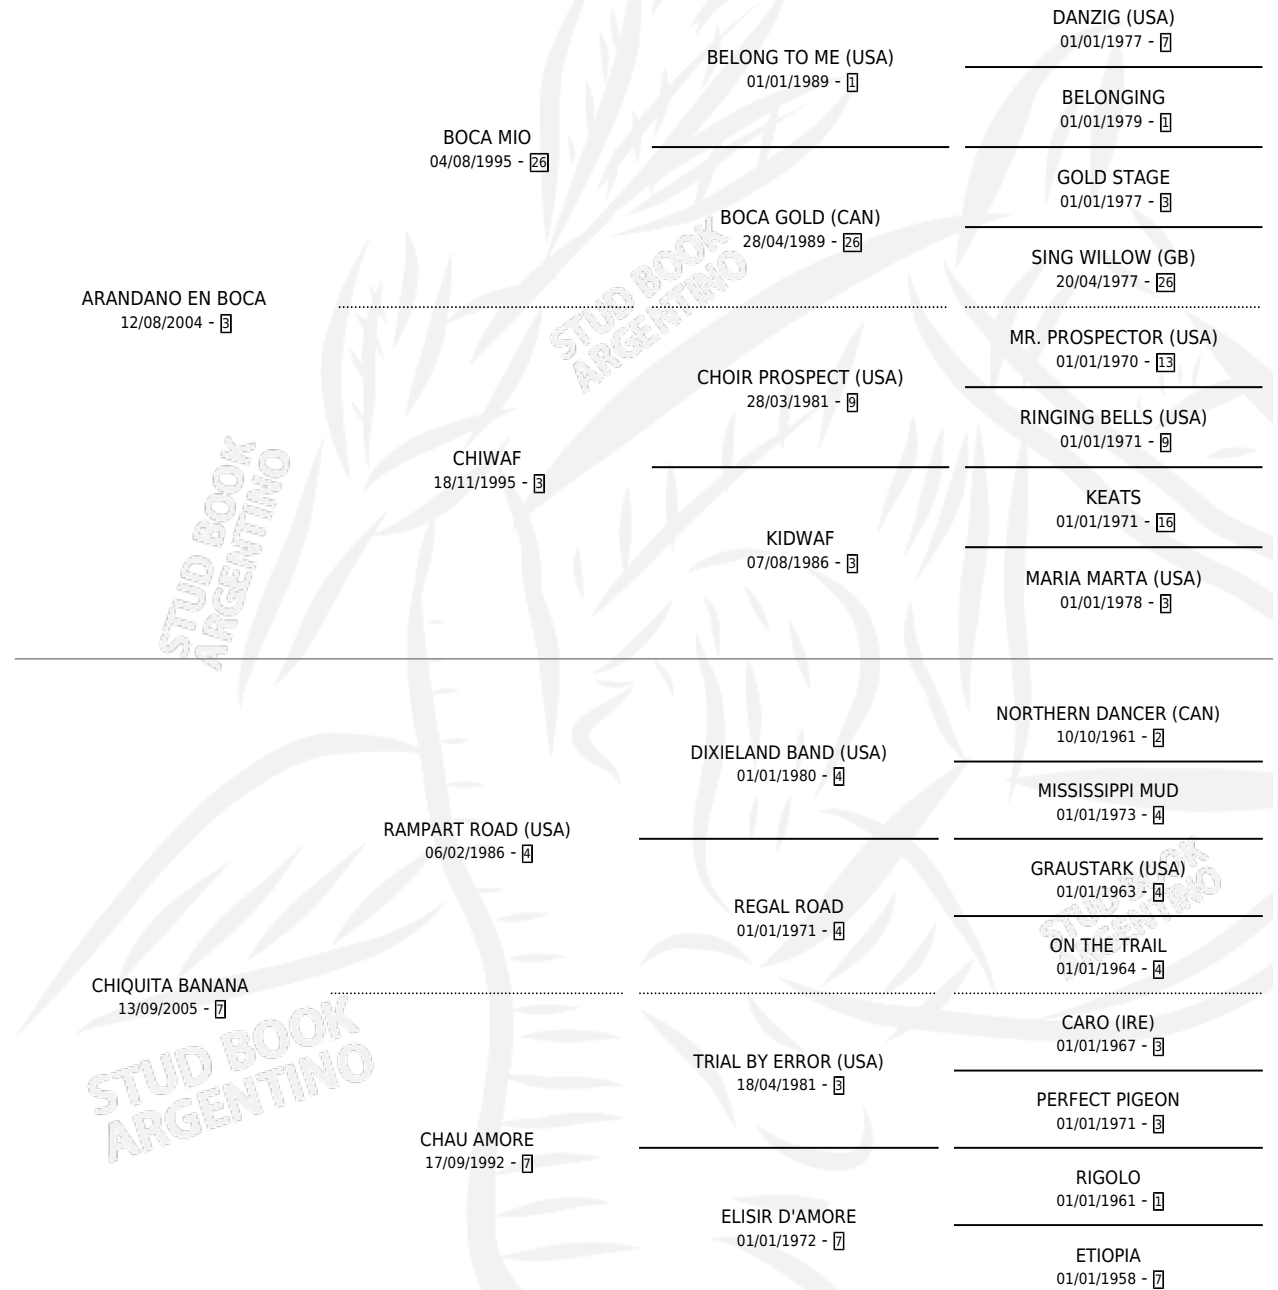 DANZIG (USA)
01/01/1977 - 7
BELONG TO ME (USA)
01/01/1989 - 1
BELONGING
01/01/1979 - 1
BOCA MIO
04/08/1995 - 26
GOLD STAGE
01/01/1977 - 3
BOCA GOLD (CAN)
28/04/1989 - 26
SING WILLOW (GB)
20/04/1977 - 26
ARANDANO EN BOCA
12/08/2004 - 3
MR. PROSPECTOR (USA)
01/01/1970 - 13
CHOIR PROSPECT (USA)
28/03/1981 - 9
RINGING BELLS (USA)
01/01/1971 - 9
CHIWAF
18/11/1995 - 3
KEATS
01/01/1971 - 16
KIDWAF
07/08/1986 - 3
MARIA MARTA (USA)
01/01/1978 - 3
STUD BOOK
ARGENTINO
STUD BOOK
ARGENTINO
NORTHERN DANCER (CAN)
10/10/1961 - 2
DIXIELAND BAND (USA)
01/01/1980 - 4
MISSISSIPPI MUD
01/01/1973 - 4
RAMPART ROAD (USA)
06/02/1986 - 4
GRAUSTARK (USA)
01/01/1963 - 4
REGAL ROAD
01/01/1971 - 4
ON THE TRAIL
01/01/1964 - 4
STUD BOOK
ARGENTINO
CHIQUITA BANANA
13/09/2005 - 7
CARO (IRE)
01/01/1967 - 3
TRIAL BY ERROR (USA)
18/04/1981 - 3
PERFECT PIGEON
01/01/1971 - 3
STUD BOOK
ARGENTINO
CHAU AMORE
17/09/1992 - 7
RIGOLO
01/01/1961 - 1
ELISIR D'AMORE
01/01/1972 - 7
ETIOPIA
01/01/1958 - 7